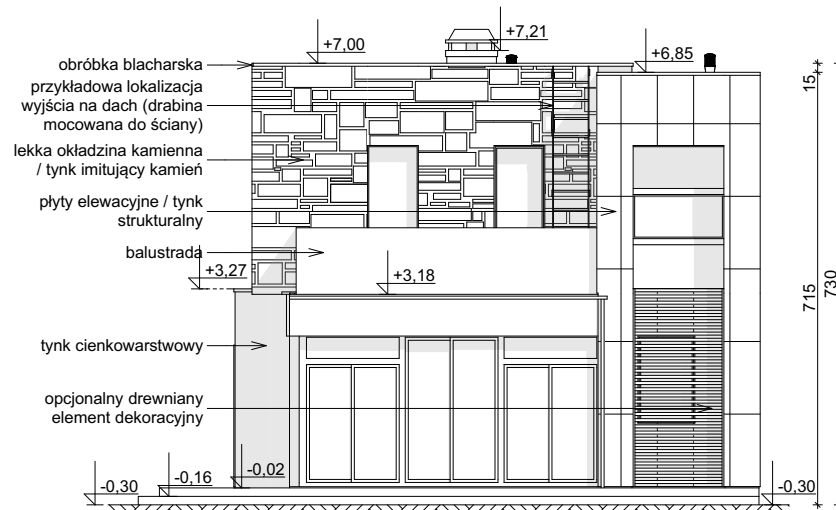 +7,00
+7,21
+6,85
obróbka blacharska
przykładowa lokalizacja
wyjścia na dach (drabina
mocowana do ściany)
lekka okładzina kamienna
/ tynk imitujący kamień
płyty elewacyjne / tynk
strukturalny
balustrada
+3,27
+3,18
tynk cienkowarstwowy
opcjonalny drewniany
element dekoracyjny
-0,30
-0,16
-0,02
-0,30
15
715
730